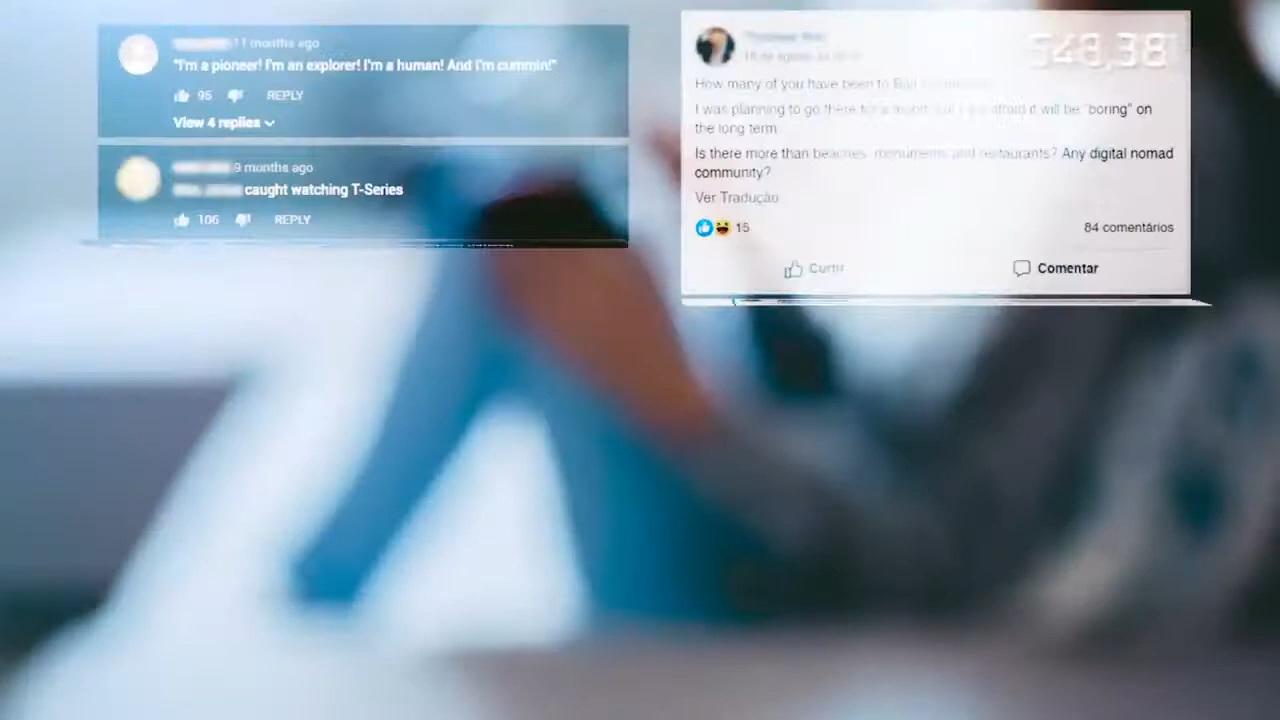 11 months ago
"I'm a pioneer! I'm an explorer! I'm a human! And I'm cummin!"
95 REPLY
View 4 replies
9 months ago
caught watching T-Series
106 REPLY
548,38
How many of you have been to
I was planning to go there for a month but I am afraid it will be "boring" on
the long term
Is there more than beaches, monuments and restaurants? Any digital nomad
community?
Ver Tradução
15 84 comentários
Curtir Comentar